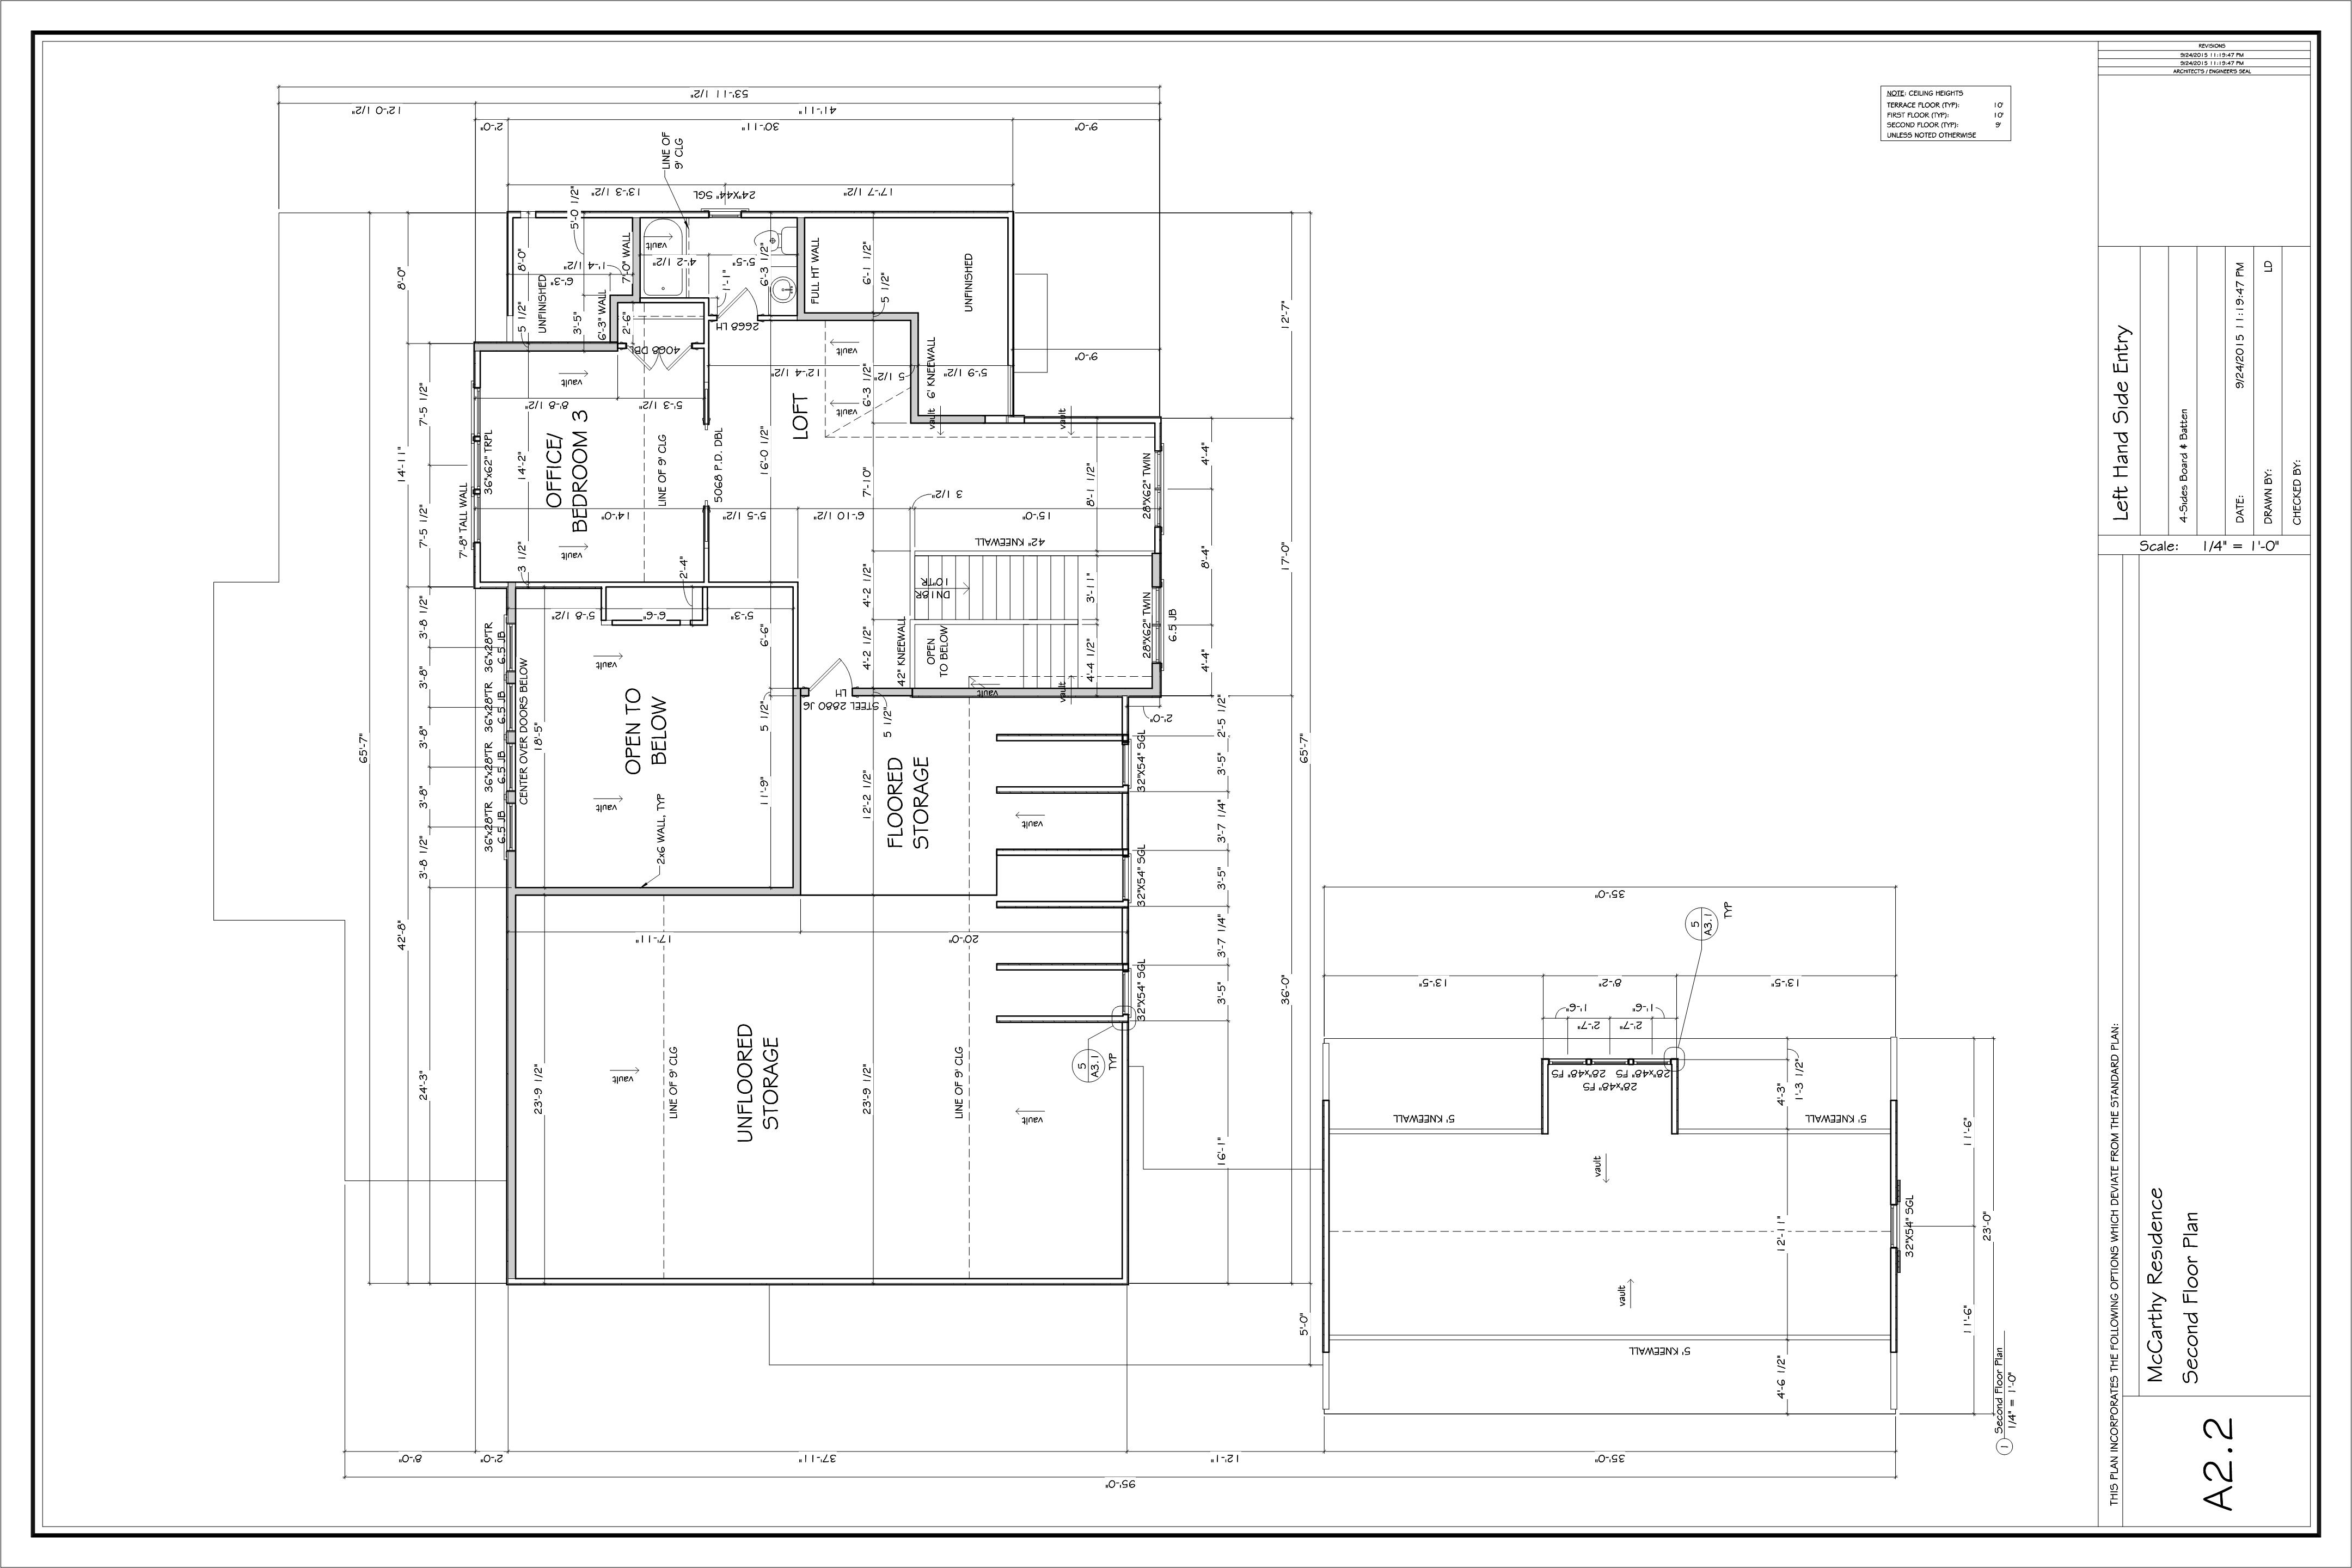 REVISIONS
9/24/2015 11:19:47 PM
9/24/2015 11:19:47 PM
ARCHITECT'S / ENGINEER'S SEAL
NOTE: CEILING HEIGHTS
TERRACE FLOOR (TYP): 10'
FIRST FLOOR (TYP): 10'
SECOND FLOOR (TYP): 9'
UNLESS NOTED OTHERWISE
53'-11 1/2"
12'-0 1/2"
41'-11"
2'-0"
30'-11"
9'-0"
LINE OF
9' CLG
13'-3 1/2"
24"X44" SGL
17'-7 1/2"
5'-0 1/2"
8'-0"
8'-0"
1'-4 1/2"
6'-3"
7'-0" WALL
vault
4'-2 1/2"
5'-5"
6'-3 1/2"
1'-1"
FULL HT WALL
6'-1 1/2"
5 1/2"
UNFINISHED
UNFINISHED
5 1/2"
3'-5"
6'-3" WALL
2'-6"
2668 LH
4068 DBL
12'-7"
9'-0"
vault
vault
12'-4 1/2"
5 1/2"
5'-9 1/2"
6'-3 1/2"
6' KNEEWALL
vault
vault
vault
8'-8 1/2"
5'-3 1/2"
7'-5 1/2"
14'-11"
7'-5 1/2"
36"x62" TRPL
7'-8" TALL WALL
14'-2"
OFFICE/
BEDROOM 3
LINE OF 9' CLG
5068 P.D. DBL
16'-0 1/2"
LOFT
7'-10"
3 1/2"
8'-1 1/2"
28"X62" TWIN
4'-4"
14'-0"
5'-5 1/2"
6'-10 1/2"
15'-0"
42" KNEEWALL
vault
3 1/2"
2'-4"
4'-2 1/2"
DN18R
10"TR
3'-11"
8'-4"
17'-0"
5'-8 1/2"
6'-6"
5'-3"
6'-6"
4'-2 1/2"
42" KNEEWALL
OPEN
TO BELOW
4'-4 1/2"
28"X62" TWIN
6.5 JB
4'-4"
3'-8 1/2"
3'-8"
3'-8"
3'-8"
3'-8 1/2"
36"x28"TR
6.5 JB
36"x28"TR
6.5 JB
36"x28"TR
6.5 JB
36"x28"TR
6.5 JB
CENTER OVER DOORS BELOW
18'-5"
vault
OPEN TO
BELOW
vault
2x6 WALL, TYP
5 1/2"
11'-9"
STEEL 2880 J6
LH
5 1/2"
vault
vault
2'-0"
12'-2 1/2"
FLOORED
STORAGE
vault
32"X54" SGL
32"X54" SGL
32"X54" SGL
2'-5 1/2"
3'-5"
3'-7 1/4"
3'-5"
3'-7 1/4"
3'-5"
16'-1"
65'-7"
65'-7"
42'-8"
36'-0"
24'-3"
17'-11"
20'-0"
23'-9 1/2"
vault
LINE OF 9' CLG
UNFLOORED
STORAGE
23'-9 1/2"
LINE OF 9' CLG
vault
5
A3.1
TYP
5'-0"
35'-0"
5
A3.1
TYP
13'-5"
8'-2"
13'-5"
1'-6"
1'-6"
2'-7"
2'-7"
28"x48" FS
28"x48" FS
28"x48" FS
4'-3"
1'-3 1/2"
5' KNEEWALL
5' KNEEWALL
vault
12'-11"
vault
5' KNEEWALL
4'-6 1/2"
32"X54" SGL
11'-6"
23'-0"
11'-6"
1
Second Floor Plan
1/4" = 1'-0"
8'-0"
2'-0"
37'-11"
12'-1"
35'-0"
95'-0"
Left Hand Side Entry
4-Sides Board & Batten
DATE: 9/24/2015 11:19:47 PM
DRAWN BY: LD
CHECKED BY:
Scale: 1/4" = 1'-0"
THIS PLAN INCORPORATES THE FOLLOWING OPTIONS WHICH DEVIATE FROM THE STANDARD PLAN:
McCarthy Residence
Second Floor Plan
A2.2